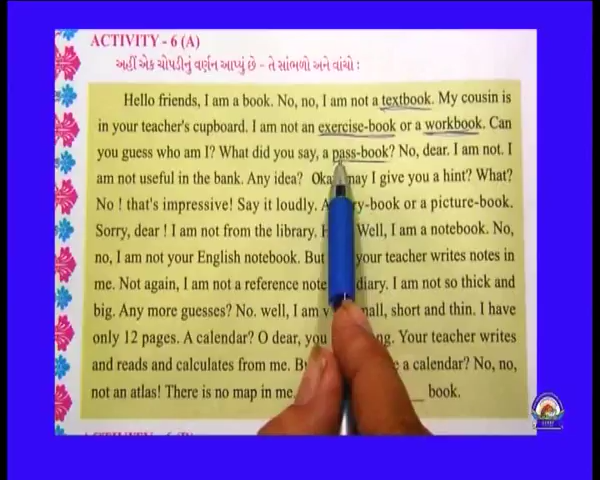 ACTIVITY - 6 (A)
અહીં એક ચોપડીનું વર્ણન આપ્યું છે - તે સાંભળો અને વાંચો :
Hello friends, I am a book. No, no, I am not a textbook. My cousin is
in your teacher's cupboard. I am not an exercise-book or a workbook. Can
you guess who am I? What did you say, a pass-book? No, dear. I am not. I
am not useful in the bank. Any idea? Okay may I give you a hint? What?
No ! that's impressive! Say it loudly. A ry-book or a picture-book.
Sorry, dear ! I am not from the library. Well, I am a notebook. No,
no, I am not your English notebook. But your teacher writes notes in
me. Not again, I am not a reference note diary. I am not so thick and
big. Any more guesses? No. well, I am v mall, short and thin. I have
only 12 pages. A calendar? O dear, you ng. Your teacher writes
and reads and calculates from me. B e a calendar? No, no,
not an atlas! There is no map in me. book.